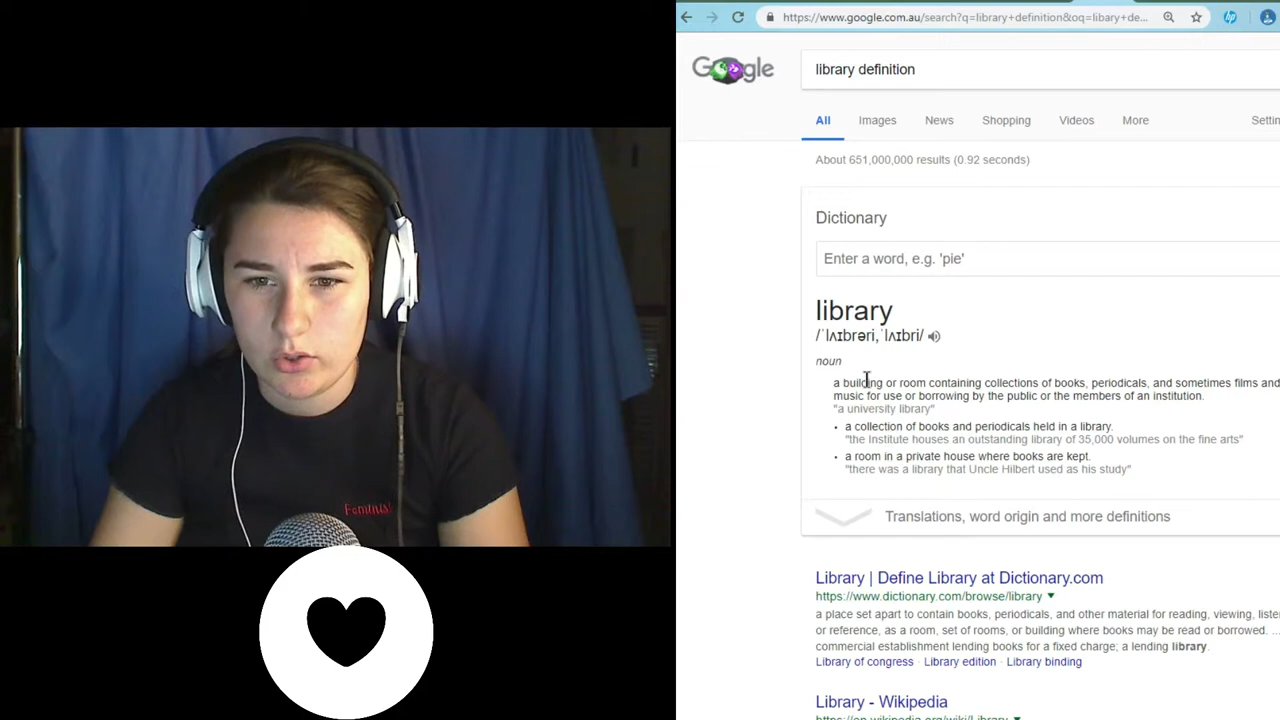 https://www.google.com.au/search?q=library+definition&oq=libary+de...
Google
library definition
All
Images
News
Shopping
Videos
More
Settin
About 651,000,000 results (0.92 seconds)
Dictionary
Enter a word, e.g. 'pie'
library
/ˈlʌɪbrəri,ˈlʌɪbri/
noun
a building or room containing collections of books, periodicals, and sometimes films and
music for use or borrowing by the public or the members of an institution.
"a university library"
• a collection of books and periodicals held in a library.
"the Institute houses an outstanding library of 35,000 volumes on the fine arts"
• a room in a private house where books are kept.
"there was a library that Uncle Hilbert used as his study"
Translations, word origin and more definitions
Library | Define Library at Dictionary.com
https://www.dictionary.com/browse/library
a place set apart to contain books, periodicals, and other material for reading, viewing, liste
or reference, as a room, set of rooms, or building where books may be read or borrowed. ...
commercial establishment lending books for a fixed charge; a lending library.
Library of congress · Library edition · Library binding
Library - Wikipedia
https://en.wikipedia.org/wiki/Library
Feminist
hp